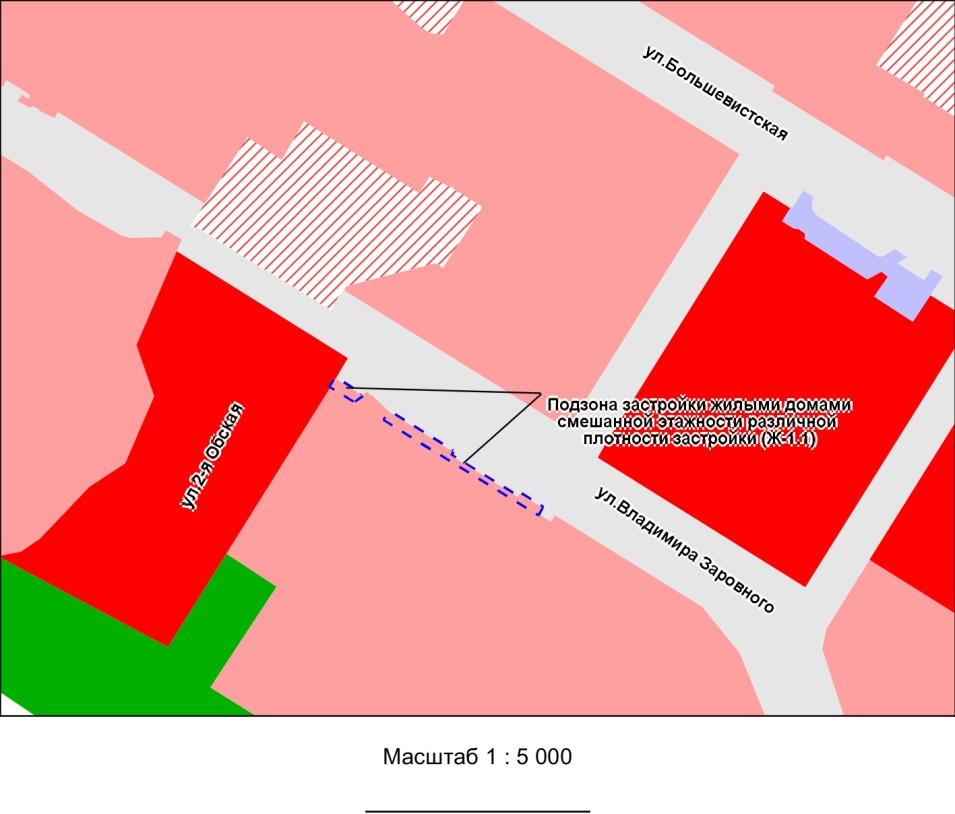 ул.Большевистская
Подзона застройки жилыми домами
смешанной этажности различной
плотности застройки (Ж-1.1)
ул.2-я Обская
ул.Владимира Заровного
Масштаб 1 : 5 000